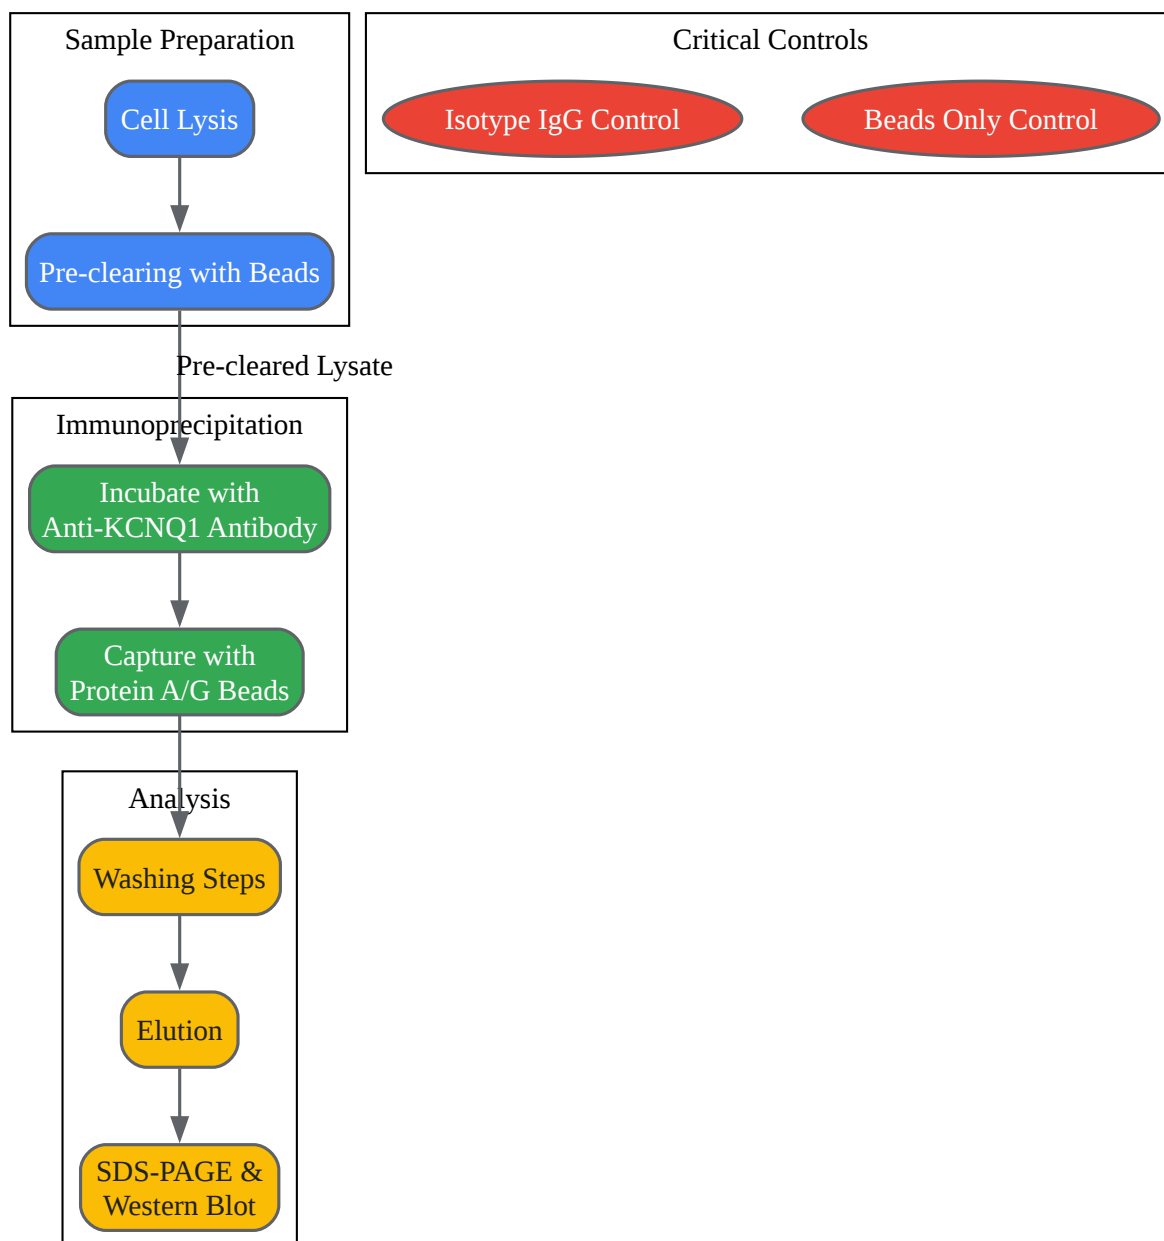 Sample Preparation
Cell Lysis
Pre-clearing with Beads
Pre-cleared Lysate
Immunoprecipitation
Incubate with
Anti-KCNQ1 Antibody
Capture with
Protein A/G Beads
Analysis
Washing Steps
Elution
SDS-PAGE &
Western Blot
Critical Controls
Isotype IgG Control
Beads Only Control